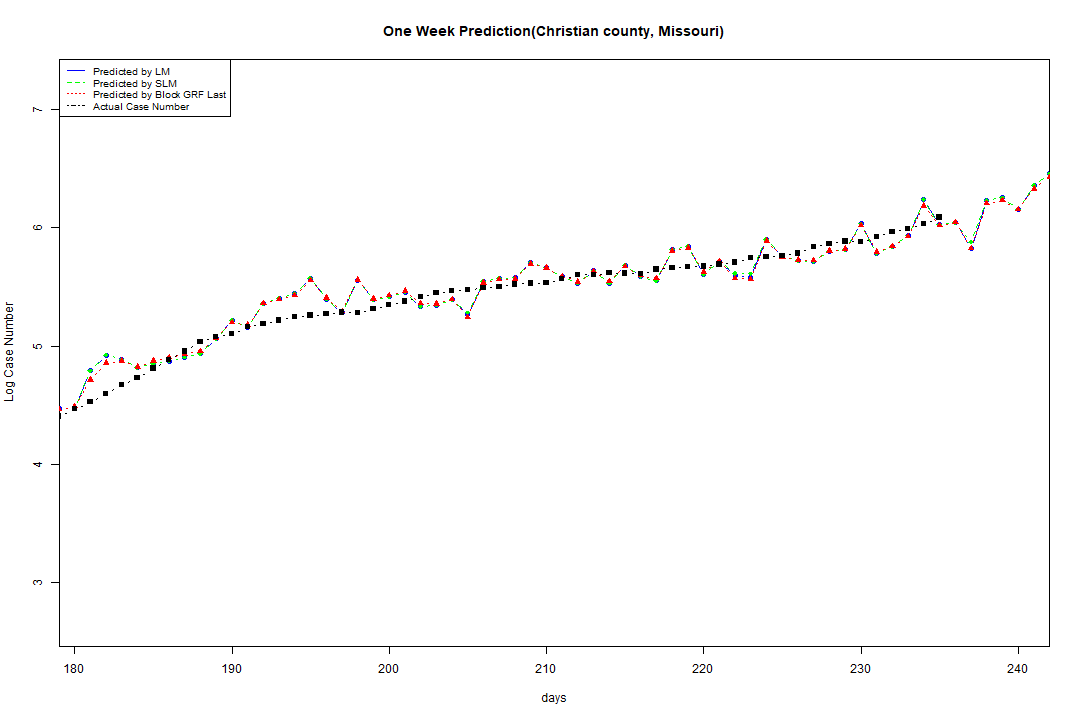 One Week Prediction(Christian county, Missouri)
Predicted by LM
Predicted by SLM
Predicted by Block GRF Last
Actual Case Number
7
6
5
4
3
Log Case Number
180 190 200 210 220 230 240
days